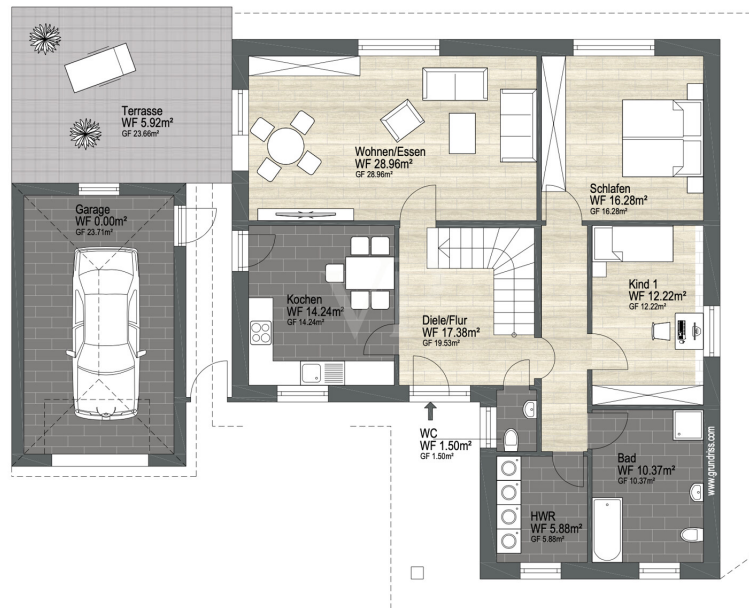 Terrasse
WF 5.92m²
GF 23.66m²
Wohnen/Essen
WF 28.96m²
GF 28.96m²
Schlafen
WF 16.28m²
GF 16.28m²
Garage
WF 0.00m²
GF 23.71m²
Kochen
WF 14.24m²
GF 14.24m²
Diele/Flur
WF 17.38m²
GF 19.53m²
Kind 1
WF 12.22m²
GF 12.22m²
WC
WF 1.50m²
GF 1.50m²
Bad
WF 10.37m²
GF 10.37m²
HWR
WF 5.88m²
GF 5.88m²
www.grundriss.com